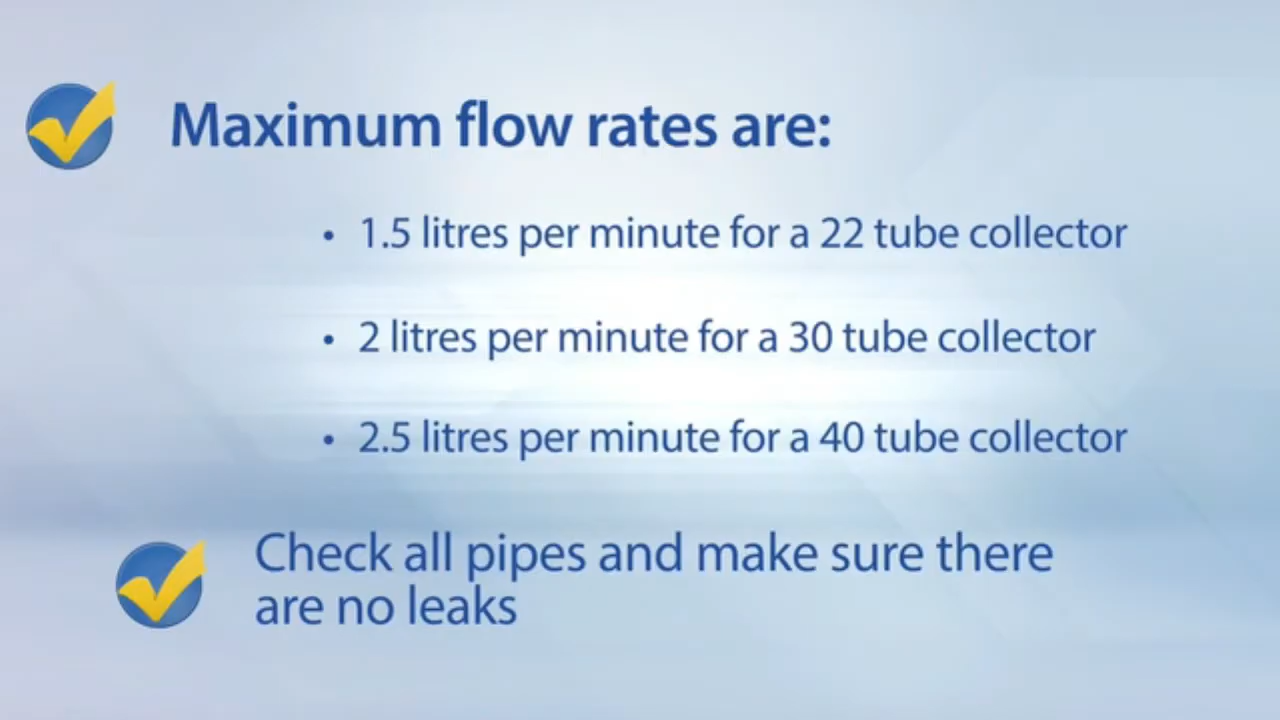 Maximum flow rates are:
• 1.5 litres per minute for a 22 tube collector
• 2 litres per minute for a 30 tube collector
• 2.5 litres per minute for a 40 tube collector
Check all pipes and make sure there
are no leaks